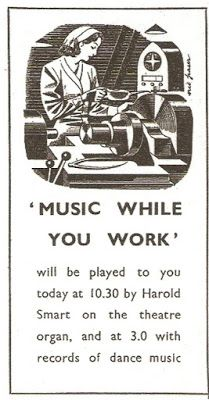 'MUSIC WHILE
YOU WORK'
will be played to you
today at 10.30 by Harold
Smart on the theatre
organ, and at 3.0 with
records of dance music